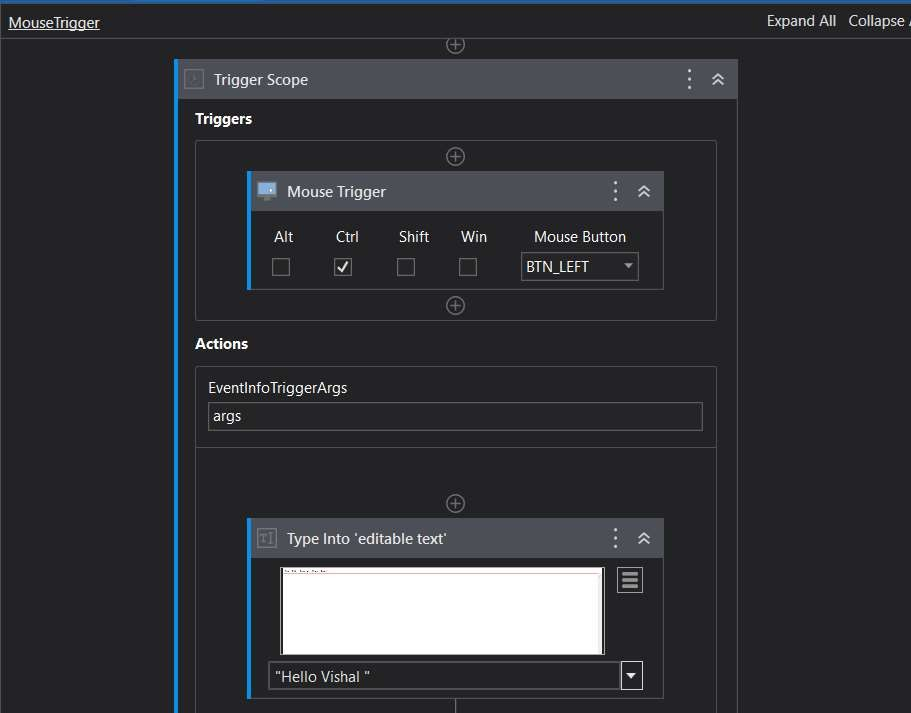 MouseTrigger
Expand All Collapse
Trigger Scope
Triggers
Mouse Trigger
Alt Ctrl Shift Win Mouse Button
BTN_LEFT
Actions
EventInfoTriggerArgs
args
Type Into 'editable text'
"Hello Vishal "